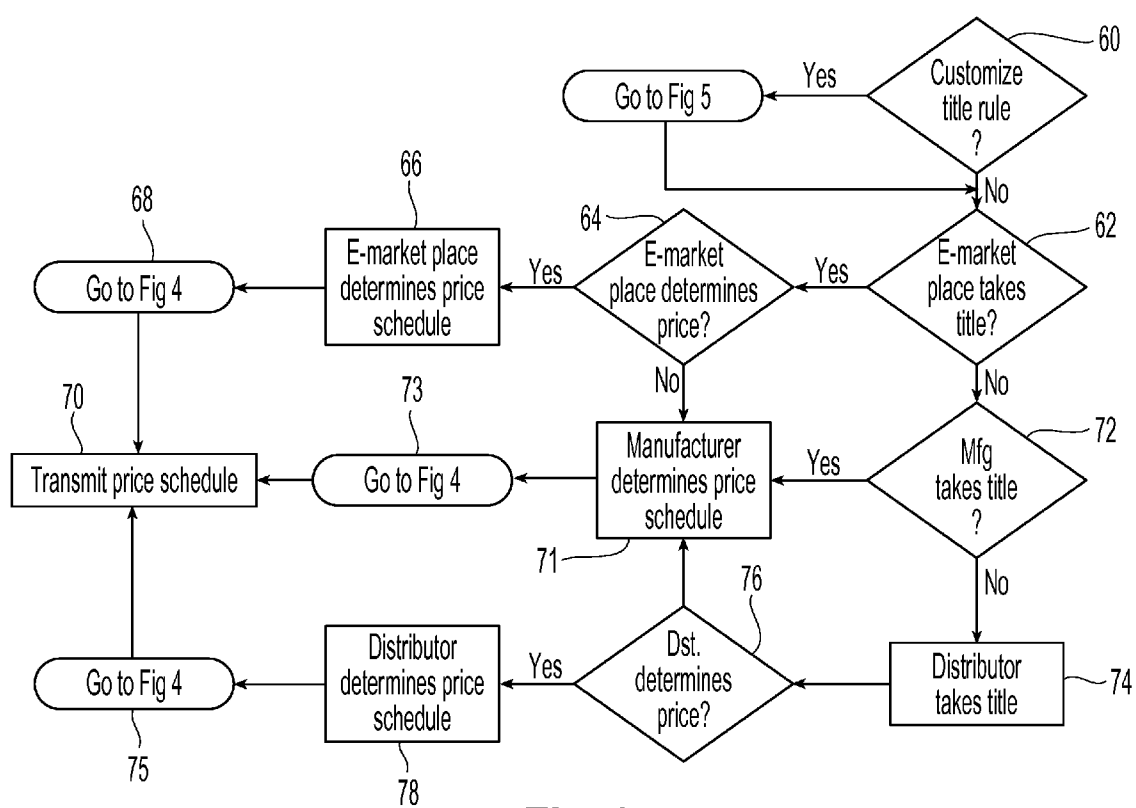 60
Customize
title rule
?
Yes
Go to Fig 5
No
66
68
64
62
E-market place
determines price
schedule
E-market
place determines
price?
E-market
place takes
title?
Go to Fig 4
Yes
Yes
No
No
70
73
72
Transmit price schedule
Go to Fig 4
Manufacturer
determines price
schedule
Yes
Mfg
takes title
?
71
76
No
Go to Fig 4
Distributor
determines price
schedule
Yes
Dst.
determines
price?
Distributor
takes title
74
75
78